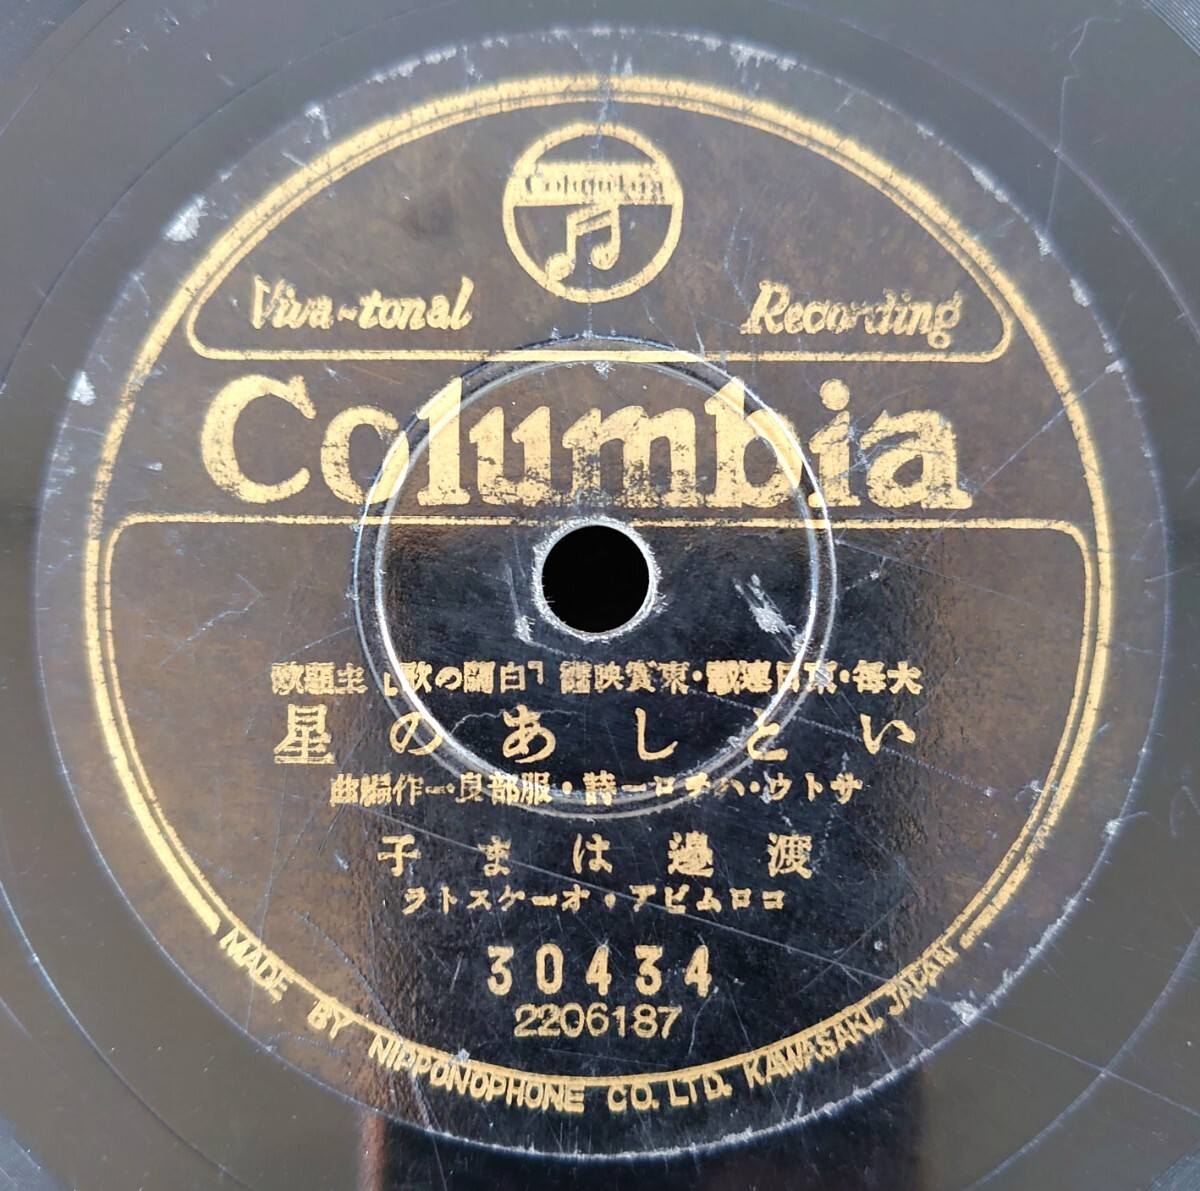 Columbia
Viva-tonal Recording
Columbia
大毎・東日連載・東寳映畫「白蘭の歌」主題歌
いとしあの星
サトウ・ハチロー詩・服部良一作編曲
渡邊はま子
コロムビア・オーケストラ
30434
2206187
MADE BY NIPPONOPHONE CO. LTD. KAWASAKI, JAPAN